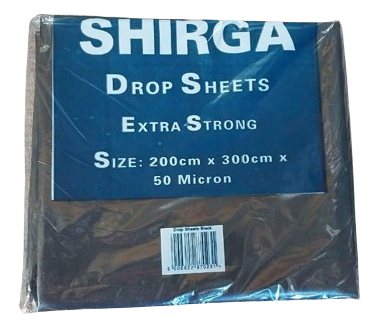 SHIRGA
DROP SHEETS
EXTRA STRONG
SIZE: 200cm x 300cm x
50 Micron
Drop Sheets Black